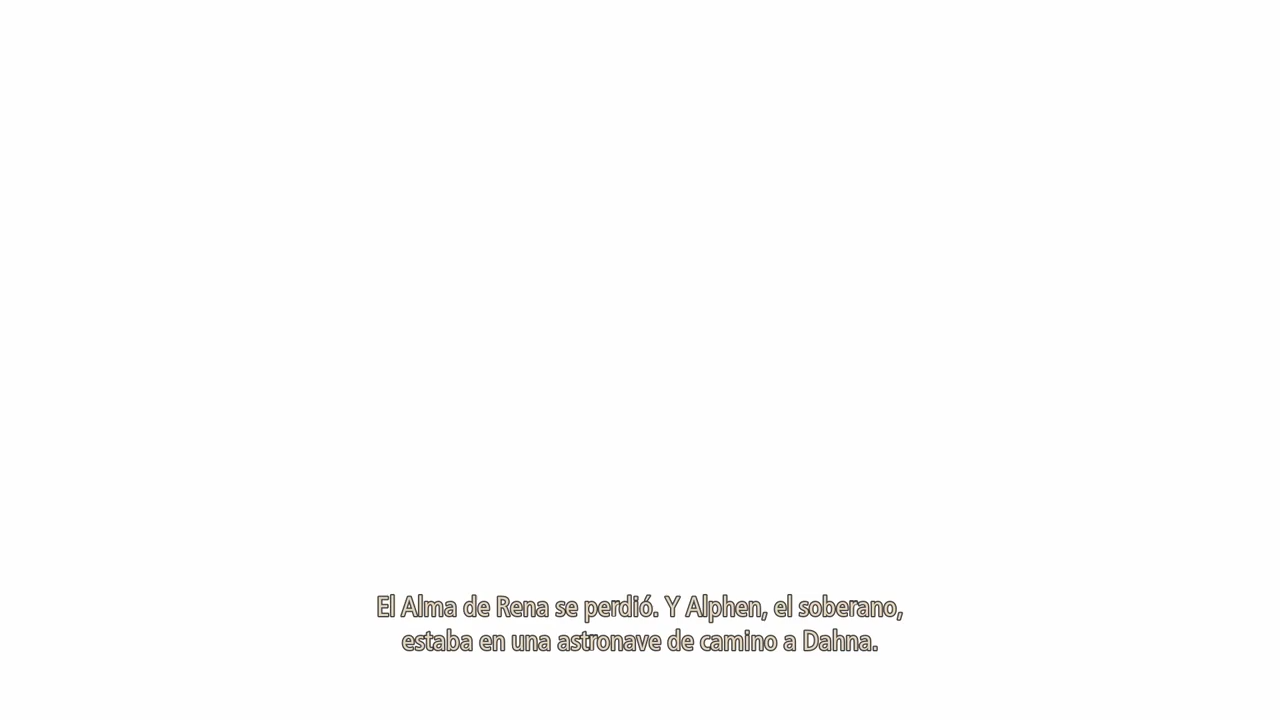 El Alma de Rena se perdió. Y Alphen, el soberano,
estaba en una astronave de camino a Dahna.